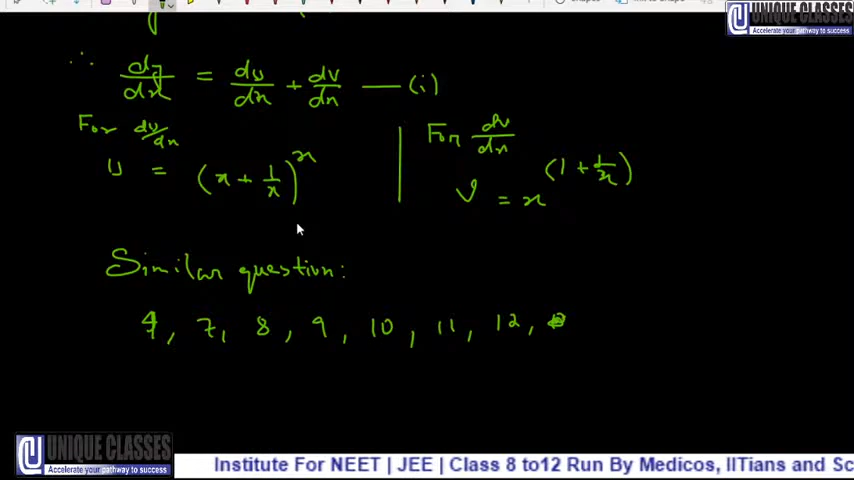 UNIQUE CLASSES
Accelerate your pathway to success
∴ dy/dx = du/dx + dv/dx — (i)
For du/dx
u = (x + 1/x)^x
For dv/dx
v = x^(1 + 1/x)
Similar question:
4, 7, 8, 9, 10, 11, 12,
UNIQUE CLASSES
Accelerate your pathway to success
Institute For NEET | JEE | Class 8 to12 Run By Medicos, IITians and Sc